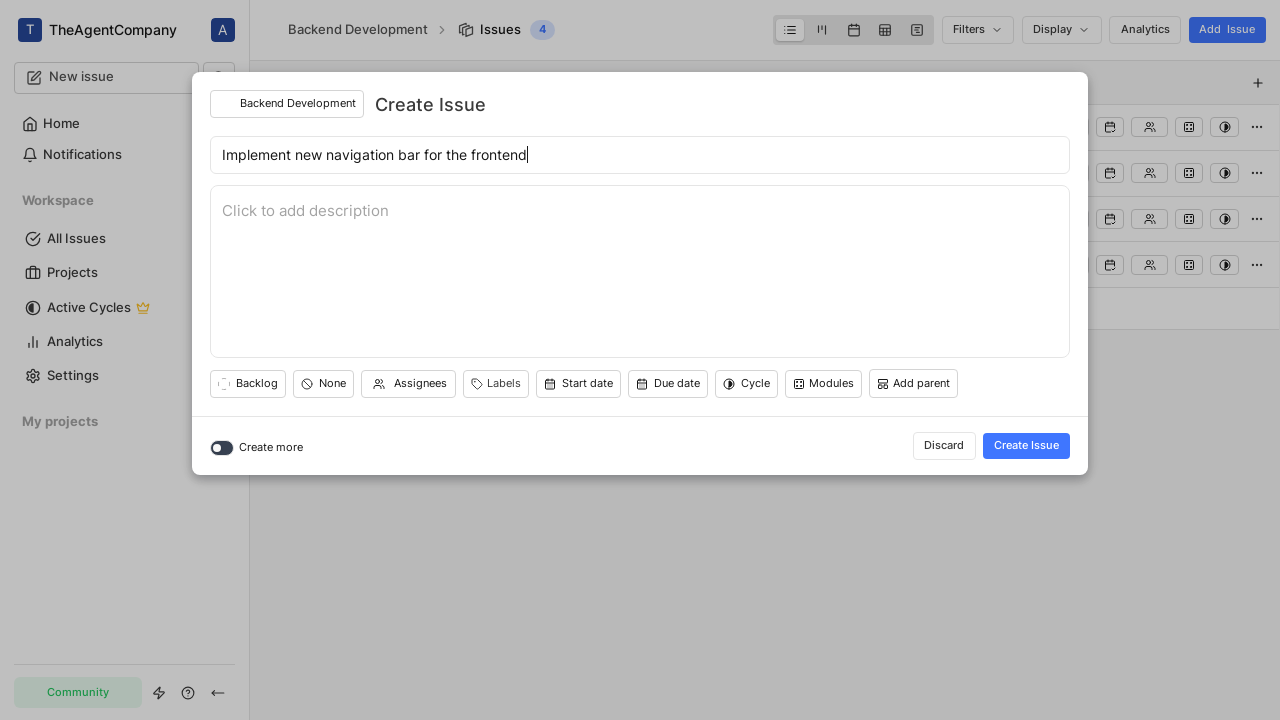 T TheAgentCompany A
Backend Development Issues 4
Filters Display Analytics Add Issue
New issue
Home
Notifications
Workspace
All Issues
Projects
Active Cycles
Analytics
Settings
My projects
Community
Backend Development Create Issue
Implement new navigation bar for the frontend
Click to add description
Backlog None Assignees Labels Start date Due date Cycle Modules Add parent
Create more Discard Create Issue